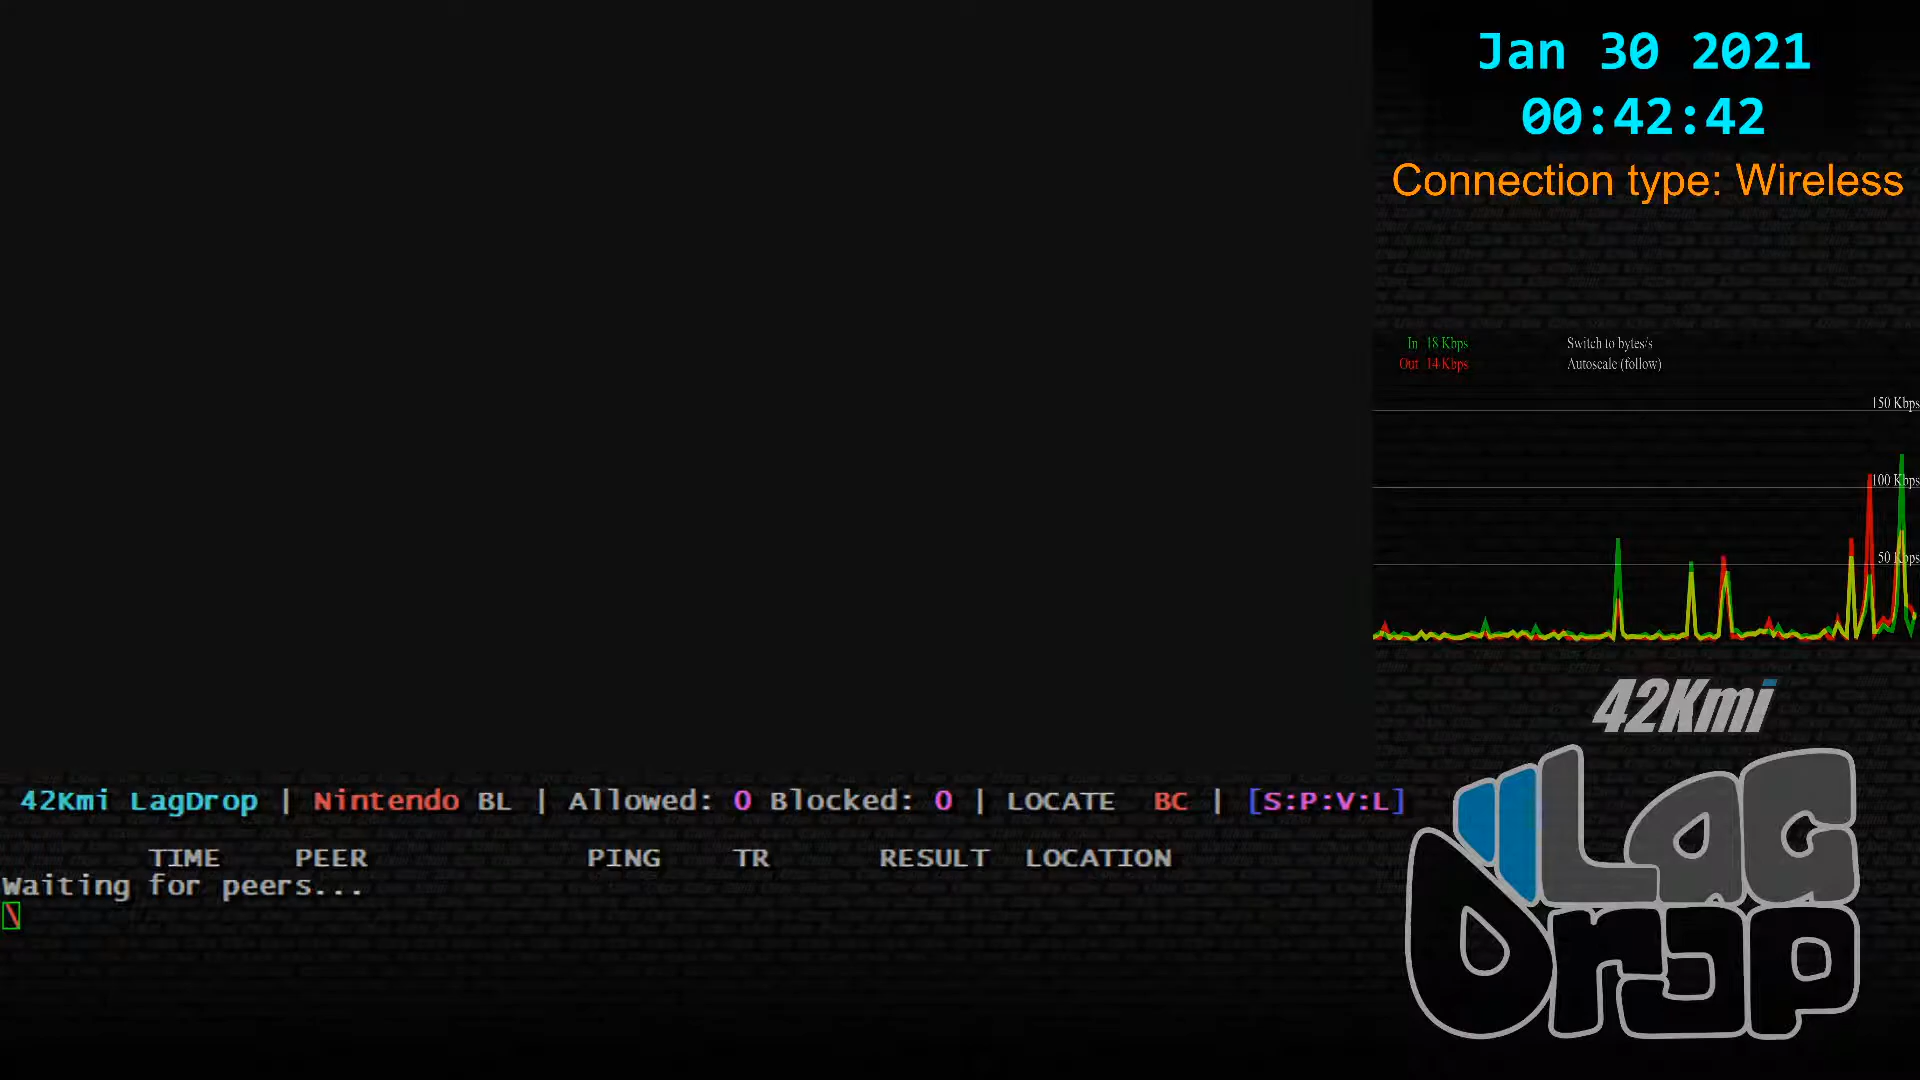 Jan 30 2021
00:42:42
Connection type: Wireless
In 18 Kbps
Switch to bytes/s
Out 14 Kbps
Autoscale (follow)
150 Kbps
100 Kbps
50 Kbps
42Kmi
LagDrop
42Kmi LagDrop | Nintendo BL | Allowed: 0 Blocked: 0 | LOCATE BC | [S:P:V:L]
TIME PEER PING TR RESULT LOCATION
Waiting for peers...
\